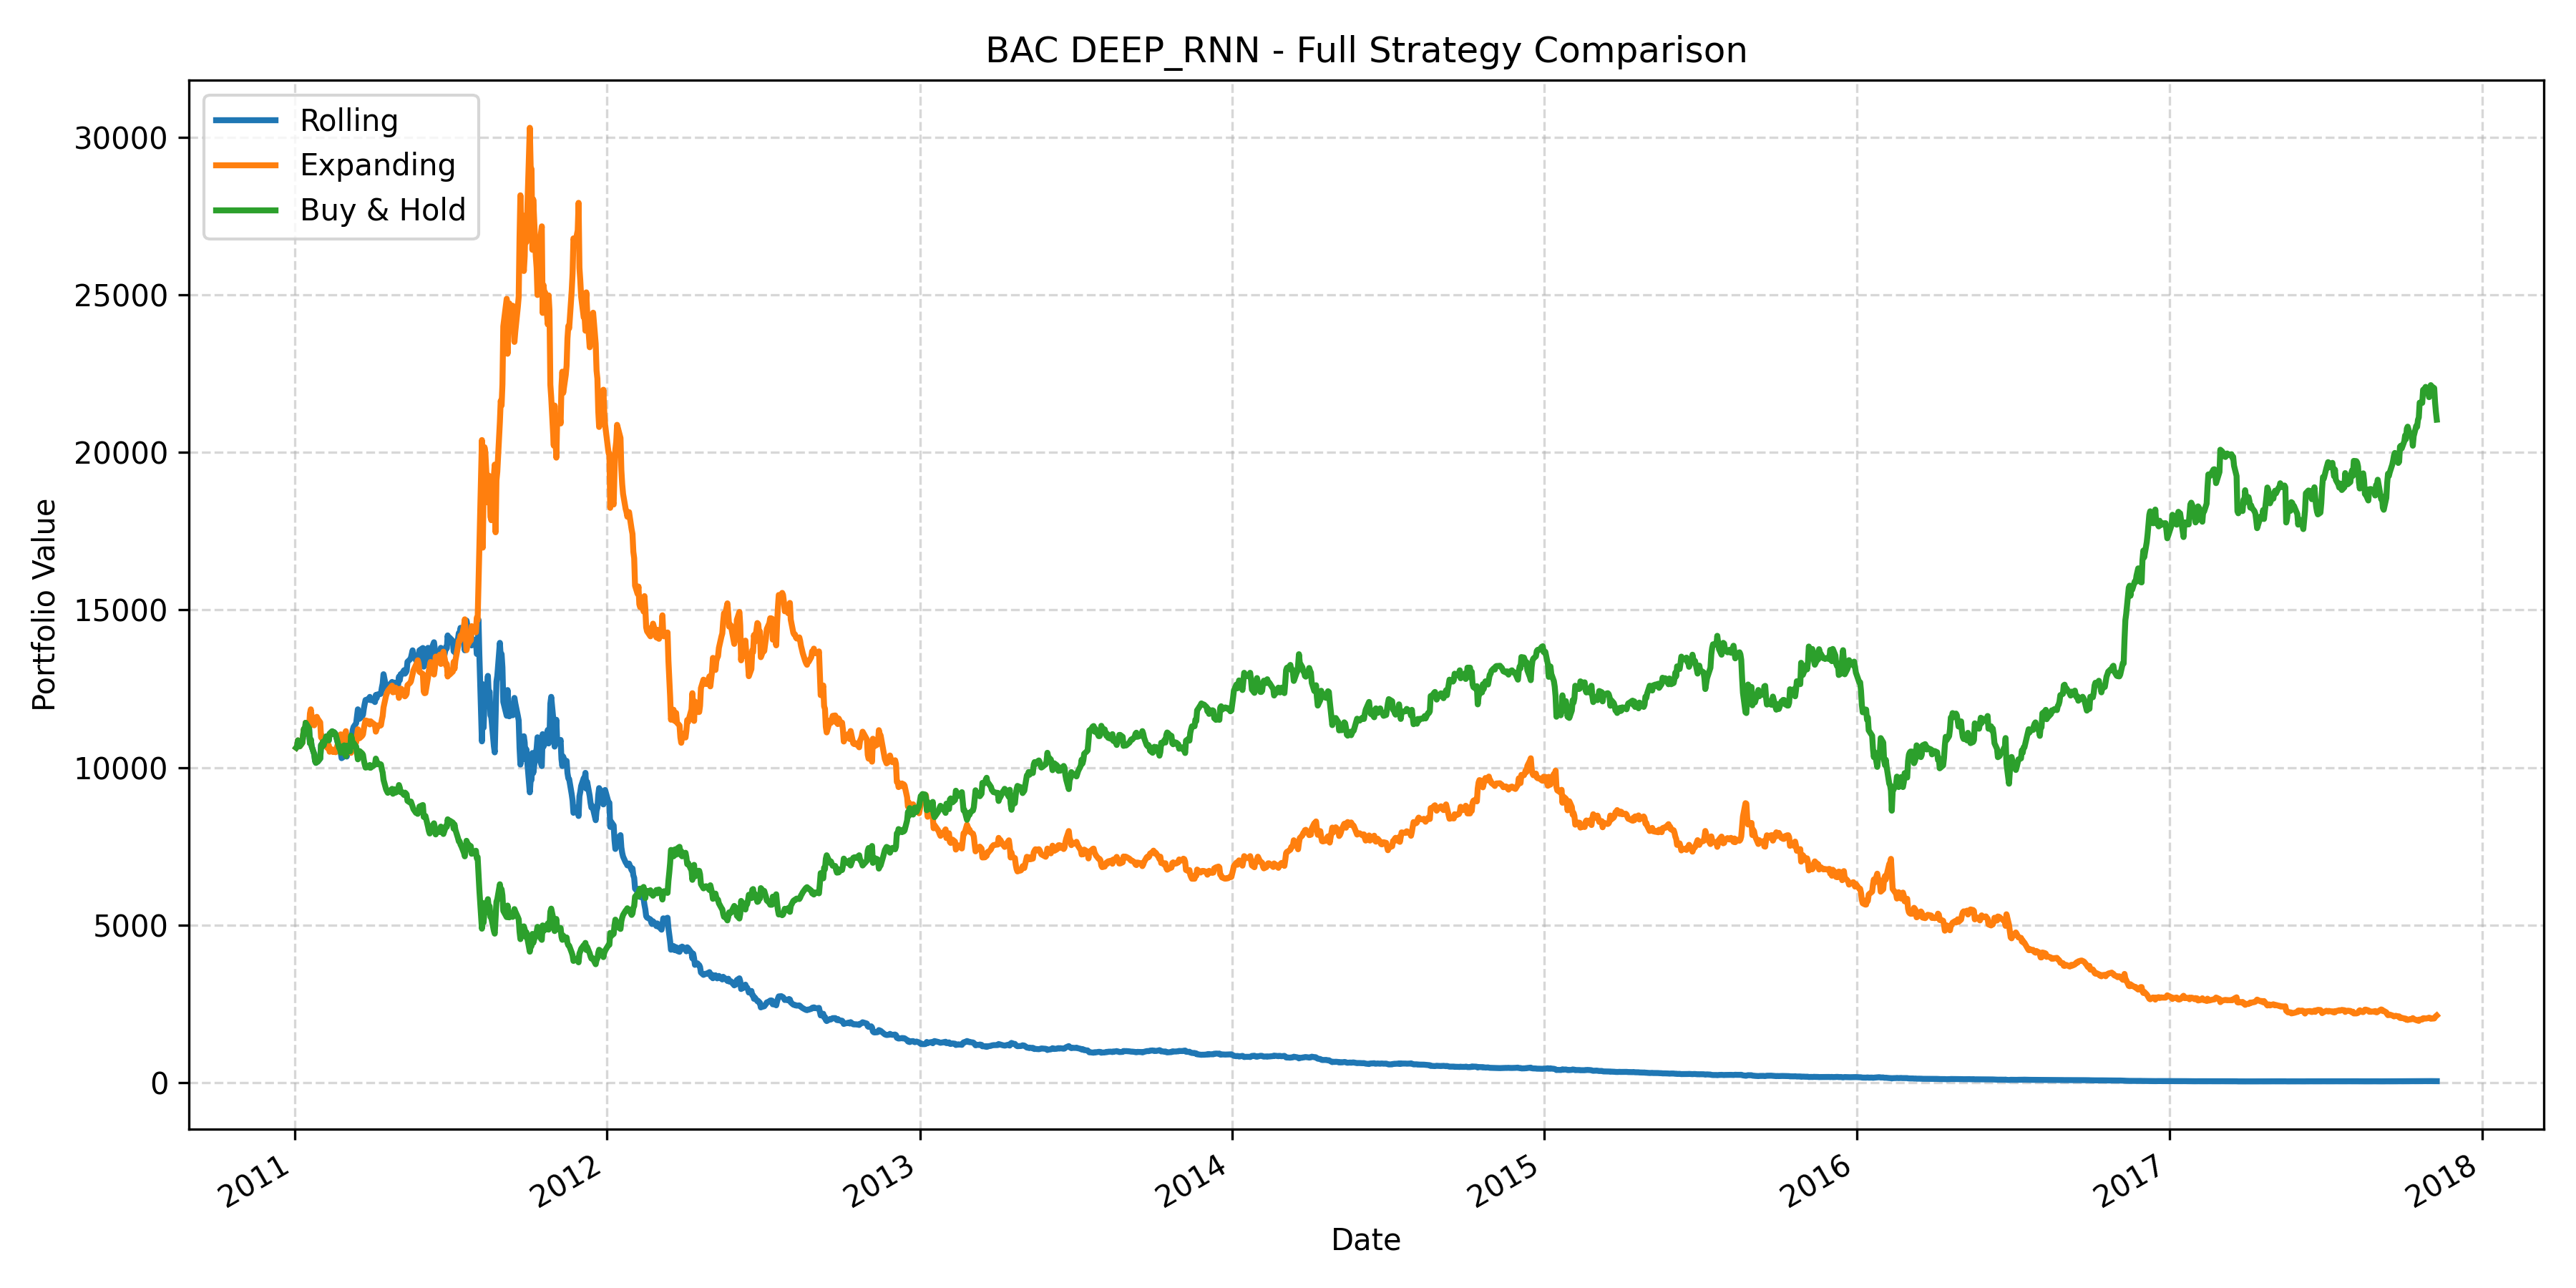 BAC DEEP_RNN - Full Strategy Comparison
Rolling
Expanding
Buy & Hold
Portfolio Value
30000
25000
20000
15000
10000
5000
0
2011
2012
2013
2014
2015
2016
2017
2018
Date